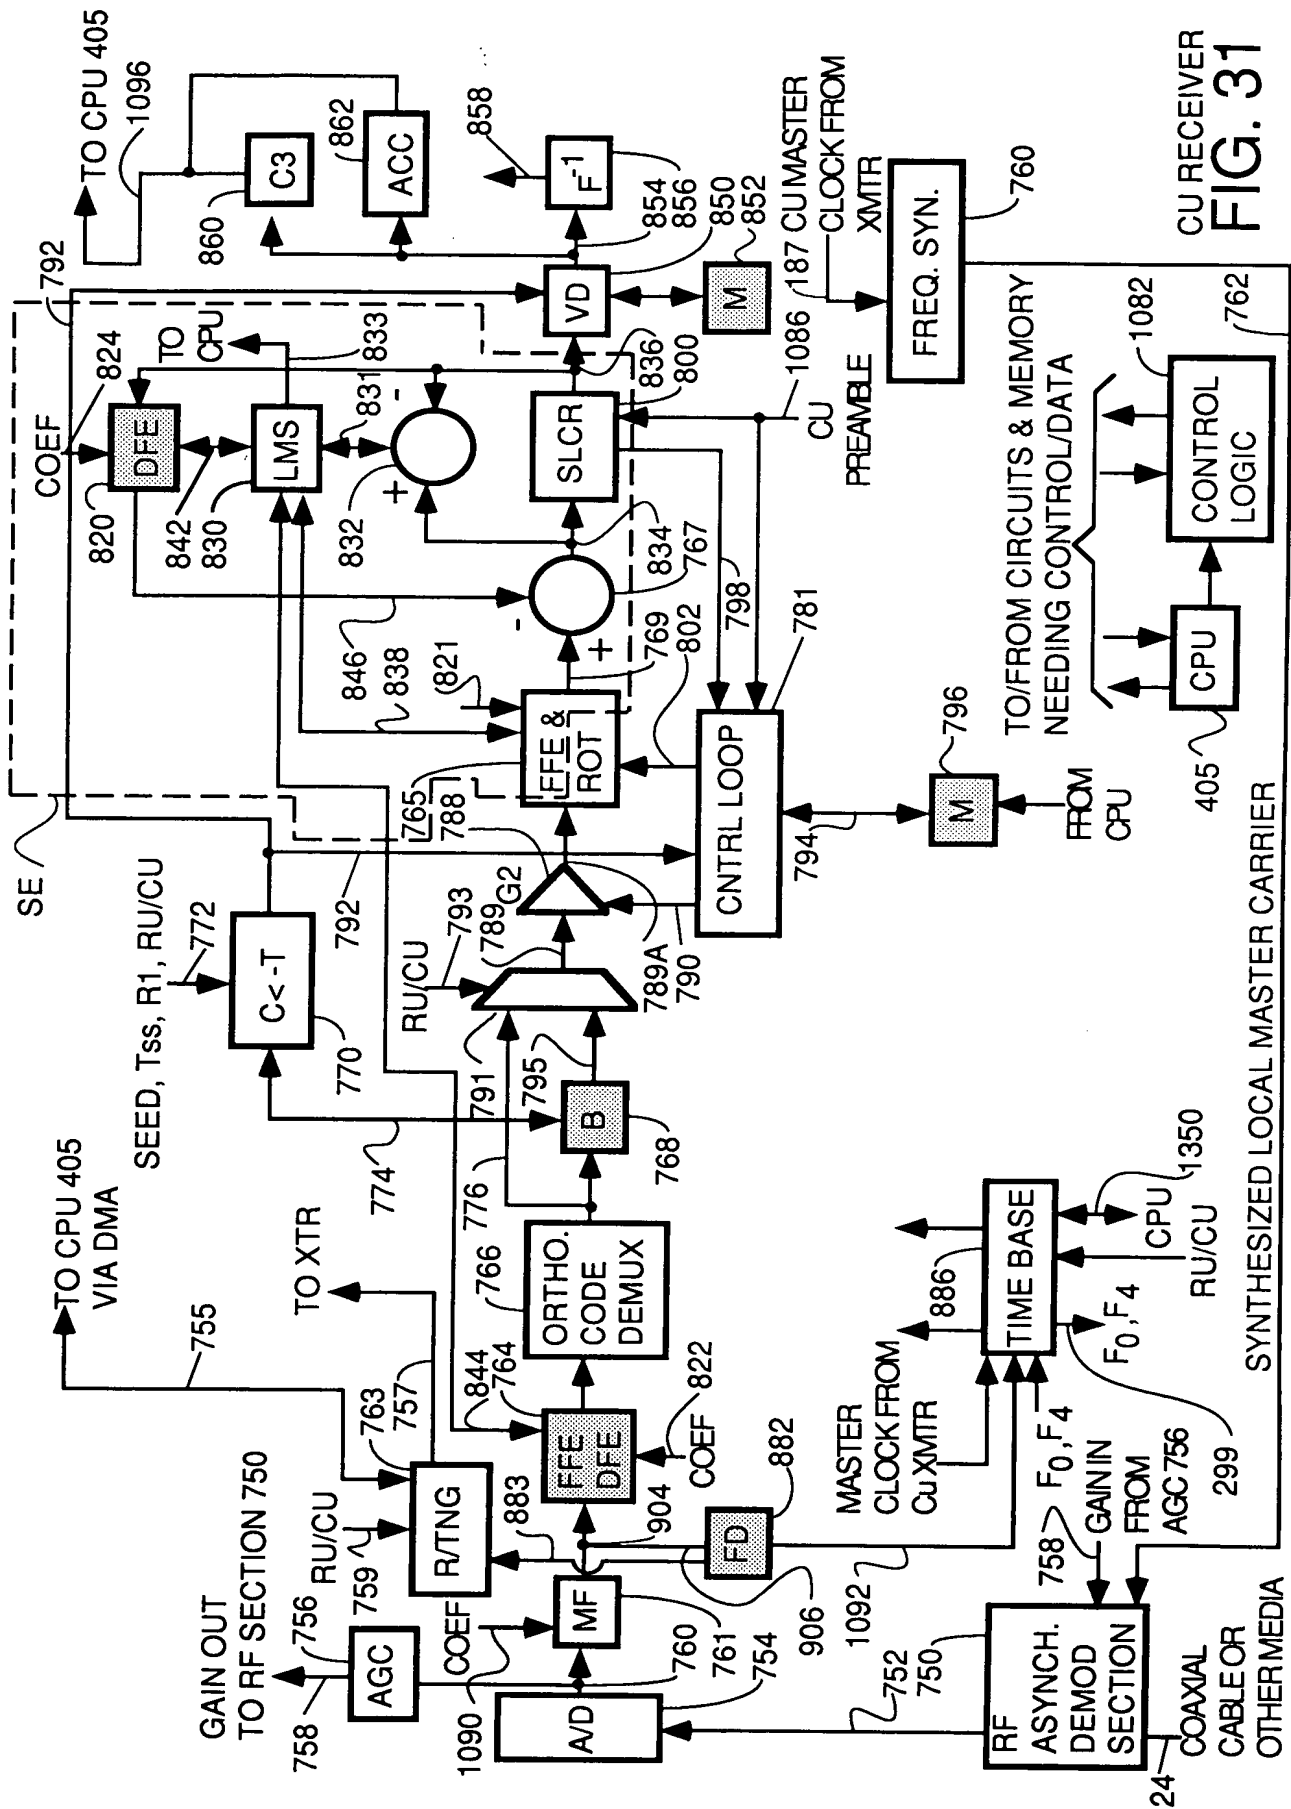 TO CPU 405
1096
792
860
C3
862
ACC
858
F⁻¹
854
856
850
852
VD
M
187
CU MASTER
CLOCK FROM
XMTR
FREQ. SYN.
760
CU RECEIVER
FIG. 31
SE
COEF
824
DFE
820
842
TO
CPU
833
LMS
830
831
832
+
-
836
800
SLCR
834
767
-
+
769
1086
CU
PREAMBLE
798
802
781
846
838
821
765
FFE &
ROT
788
G2
789
789A
790
792
CNTRL LOOP
794
M
796
FROM
CPU
TO/FROM CIRCUITS & MEMORY
NEEDING CONTROL/DATA
1082
CONTROL
LOGIC
CPU
405
762
SYNTHESIZED LOCAL MASTER CARRIER
SEED, Tss, R1, RU/CU
772
C<-T
770
774
RU/CU
793
791
795
776
B
768
TO CPU 405
VIA DMA
755
TO XTR
757
763
R/TNG
RU/CU
759
883
766
ORTHO.
CODE
DEMUX
844
764
FFE
DFE
822
COEF
904
FD
882
906
1092
GAIN OUT
TO RF SECTION 750
756
758
AGC
COEF
1090
MF
760
761
754
A/D
752
750
RF
ASYNCH.
DEMOD
SECTION
24
COAXIAL
CABLE OR
OTHER MEDIA
758
GAIN IN
FROM
AGC 756
MASTER
CLOCK FROM
Cu XMTR
F₀, F₄
886
TIME BASE
1350
CPU
RU/CU
F₀, F₄
299